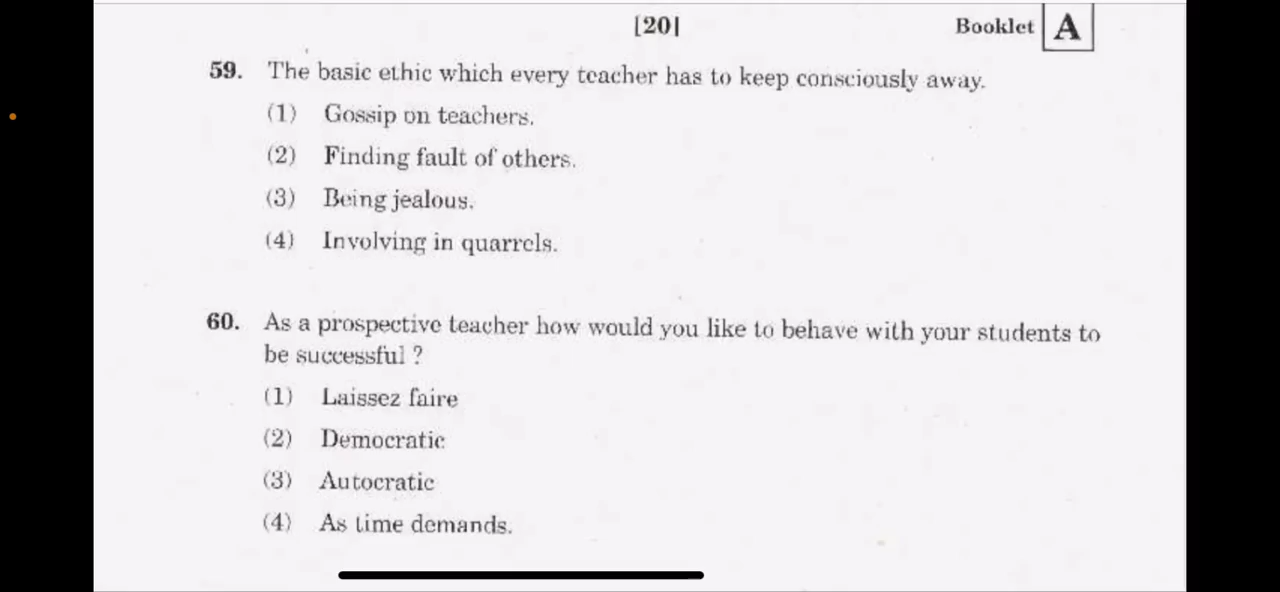 [20]
Booklet A
59. The basic ethic which every teacher has to keep consciously away.
(1) Gossip on teachers.
(2) Finding fault of others.
(3) Being jealous.
(4) Involving in quarrels.
60. As a prospective teacher how would you like to behave with your students to
be successful ?
(1) Laissez faire
(2) Democratic
(3) Autocratic
(4) As time demands.